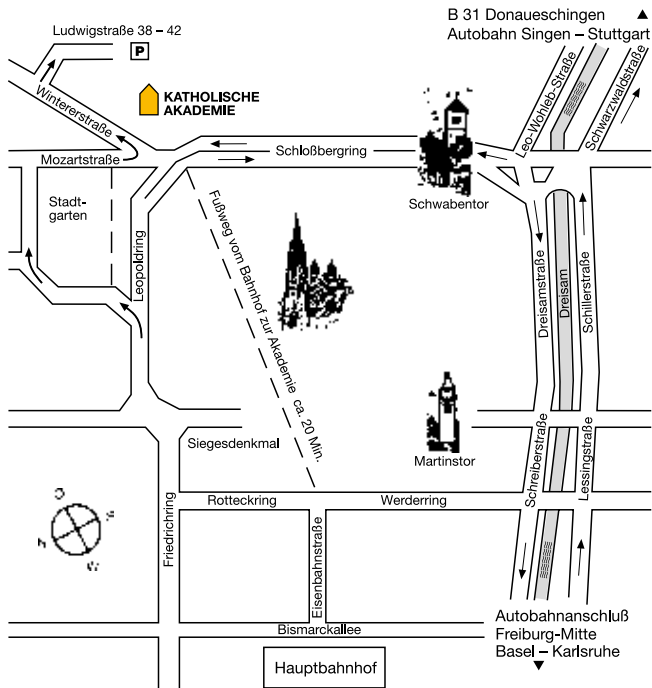 B 31 Donaueschingen
Autobahn Singen – Stuttgart
Ludwigstraße 38 – 42
P
Wintererstraße
KATHOLISCHE
AKADEMIE
Leo-Wohleb-Straße
Schwarzwaldstraße
Mozartstraße
Schloßbergring
Schwabentor
Stadt-
garten
Leopoldring
Fußweg vom Bahnhof zur Akademie ca. 20 Min.
Dreisamstraße
Dreisam
Schillerstraße
Siegesdenkmal
Martinstor
Schreiberstraße
Lessingstraße
Rotteckring
Werderring
O
S
N
W
Friedrichring
Eisenbahnstraße
Bismarckallee
Hauptbahnhof
Autobahnanschluß
Freiburg-Mitte
Basel – Karlsruhe